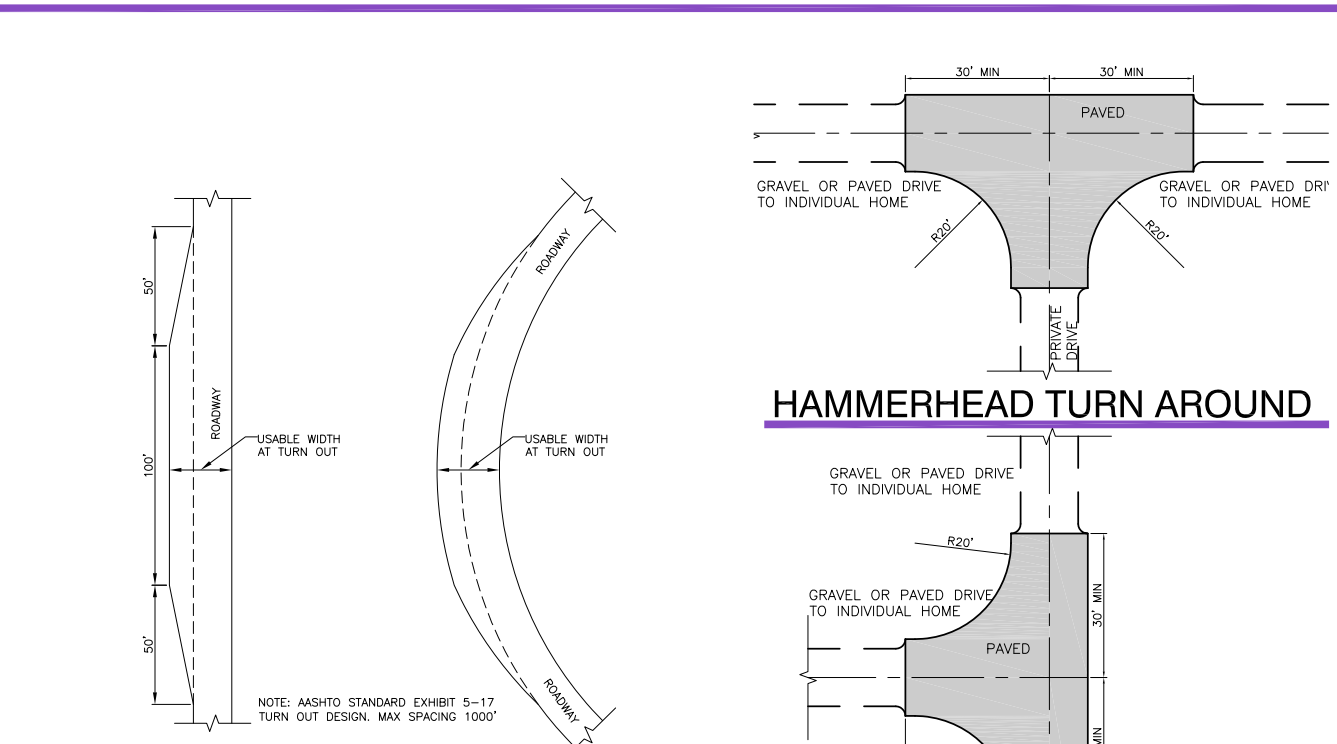 50'
100'
50'
ROADWAY
USABLE WIDTH
AT TURN OUT
NOTE: AASHTO STANDARD EXHIBIT 5-17
TURN OUT DESIGN. MAX SPACING 1000'
ROADWAY
USABLE WIDTH
AT TURN OUT
ROADWAY
30' MIN
30' MIN
PAVED
GRAVEL OR PAVED DRIVE
TO INDIVIDUAL HOME
GRAVEL OR PAVED
TO INDIVIDUAL HOME
R20'
R20'
PRIVATE
DRIVE
HAMMERHEAD TURN AROUND
GRAVEL OR PAVED DRIVE
TO INDIVIDUAL HOME
R20'
GRAVEL OR PAVED DRIVE
TO INDIVIDUAL HOME
30' MIN
PAVED
MIN